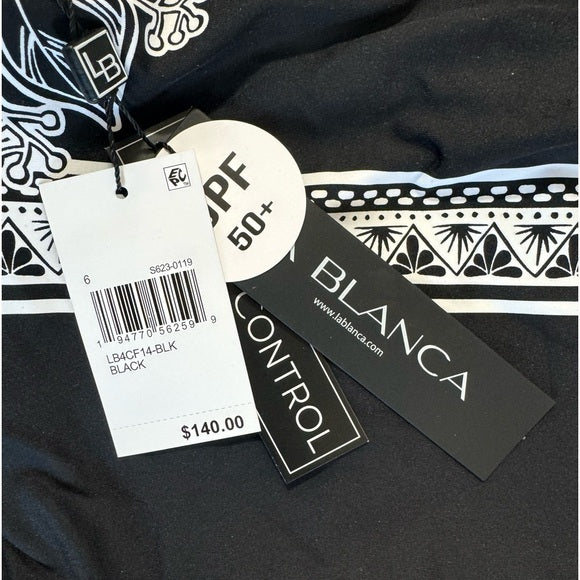 LB
EPC
UPF
50+
6
S623-0119
1 94770 56259 9
LB4CF14-BLK
BLACK
$140.00
CONTROL
BLANCA
www.lablanca.com